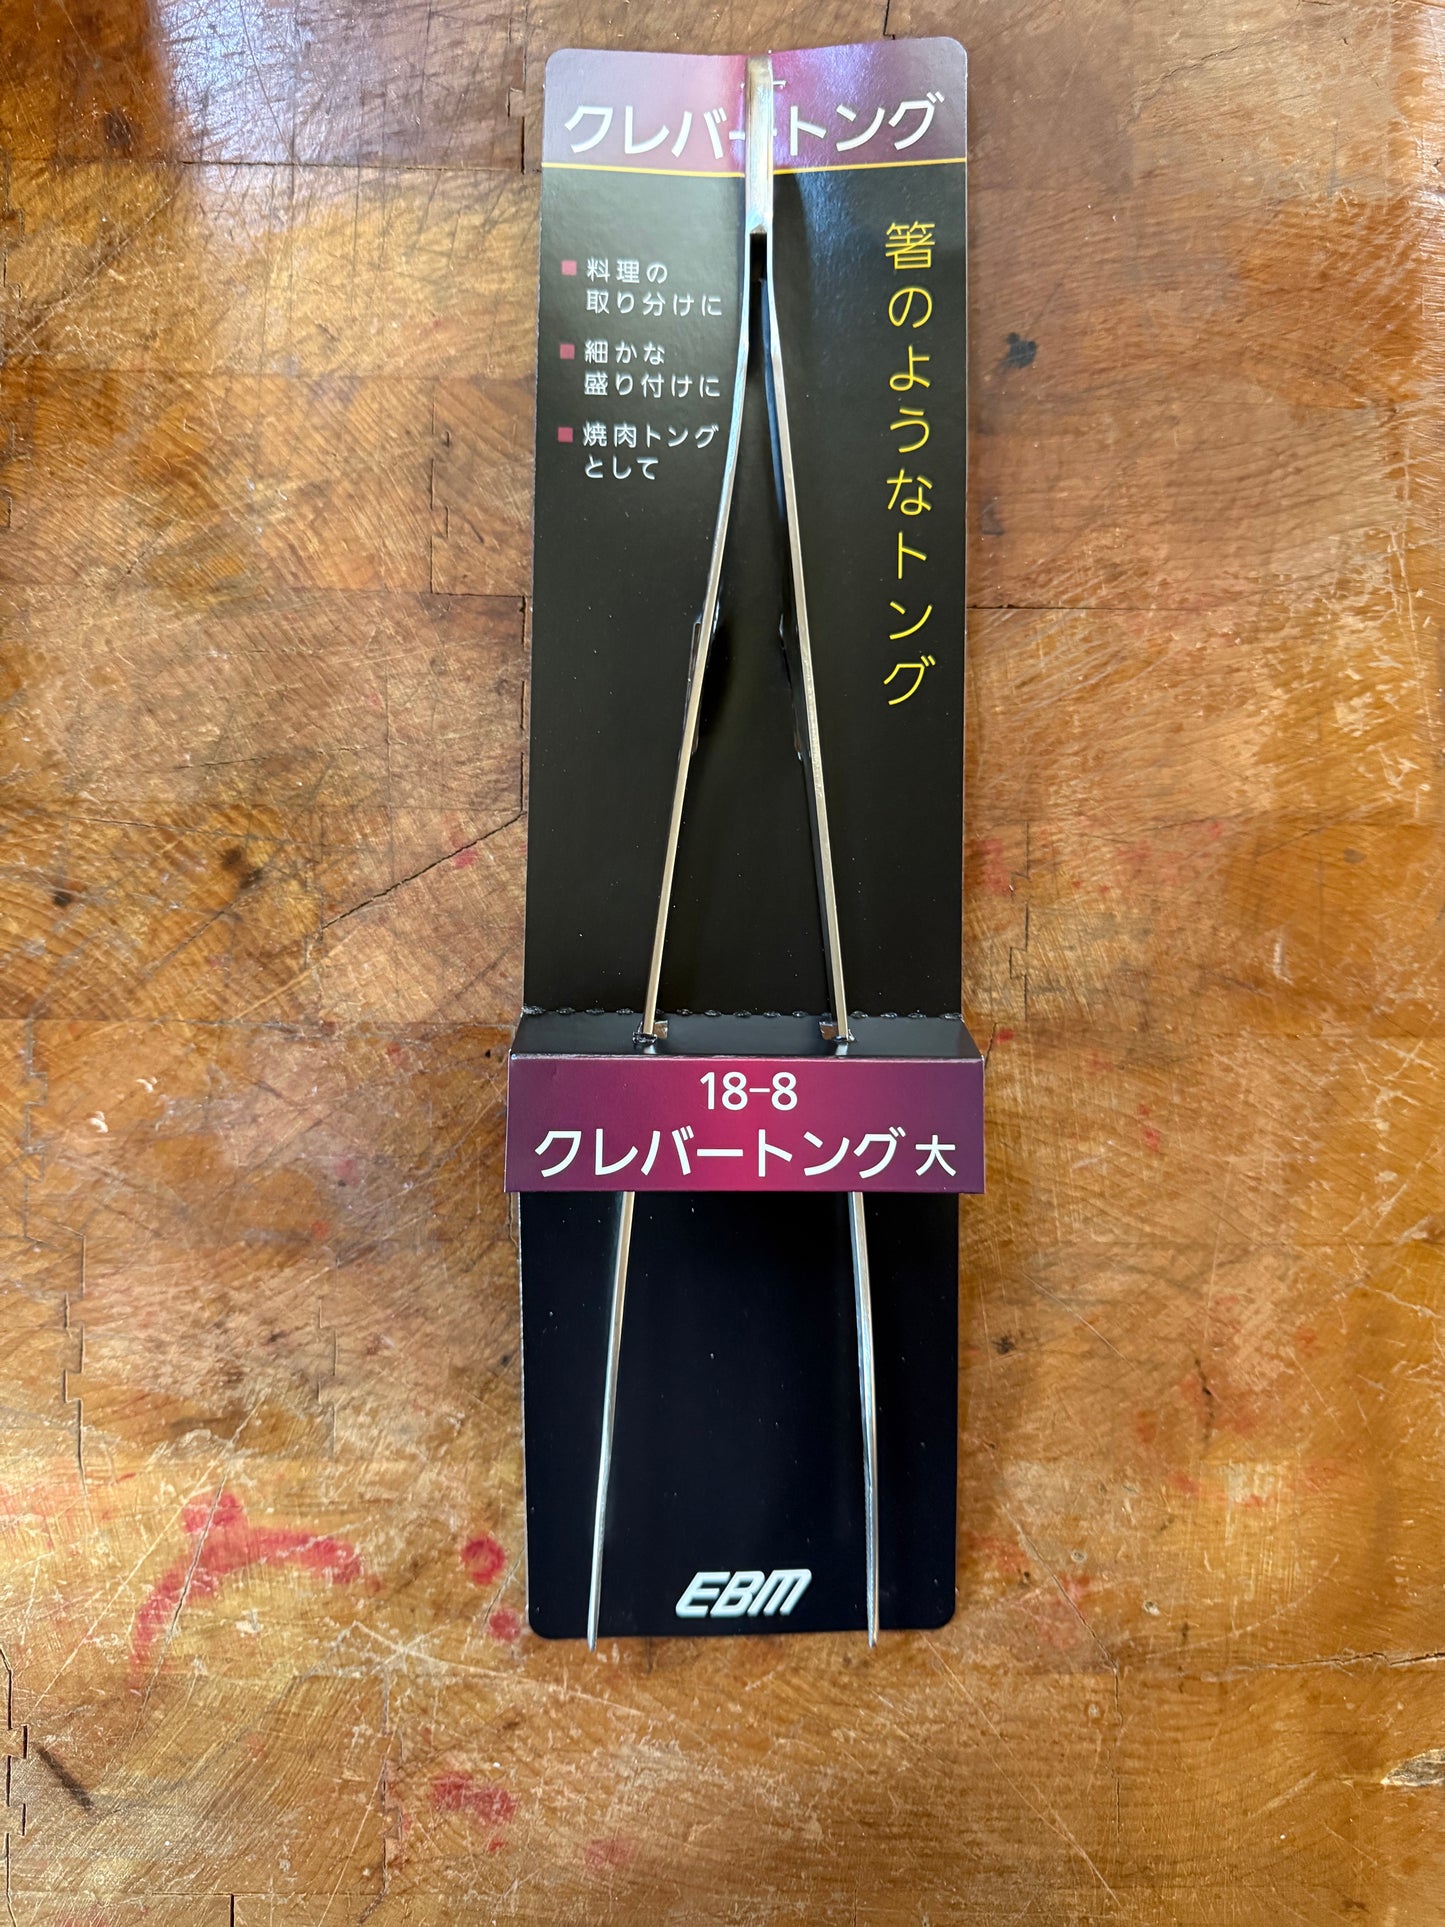 クレバートング
箸のようなトング
料理の
取り分けに
細かな
盛り付けに
焼肉トング
として
18-8
クレバートング 大
EBM